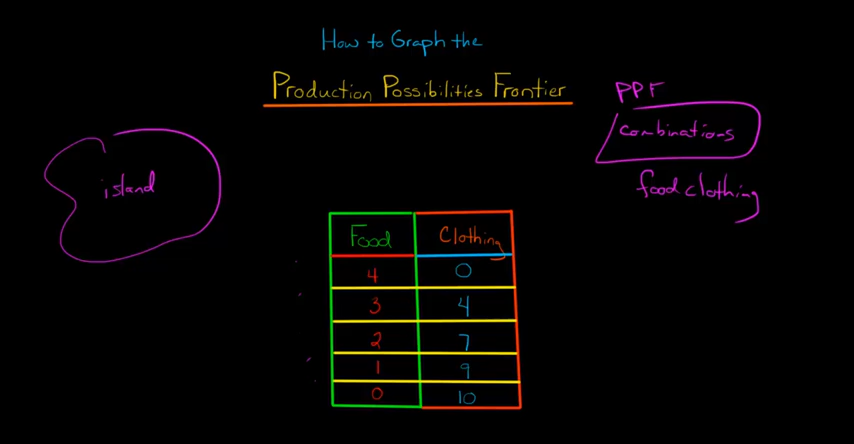 How to Graph the
Production Possibilities Frontier
PPF
combinations
food clothing
island
Food Clothing
4 0
3 4
2 7
1 9
0 10